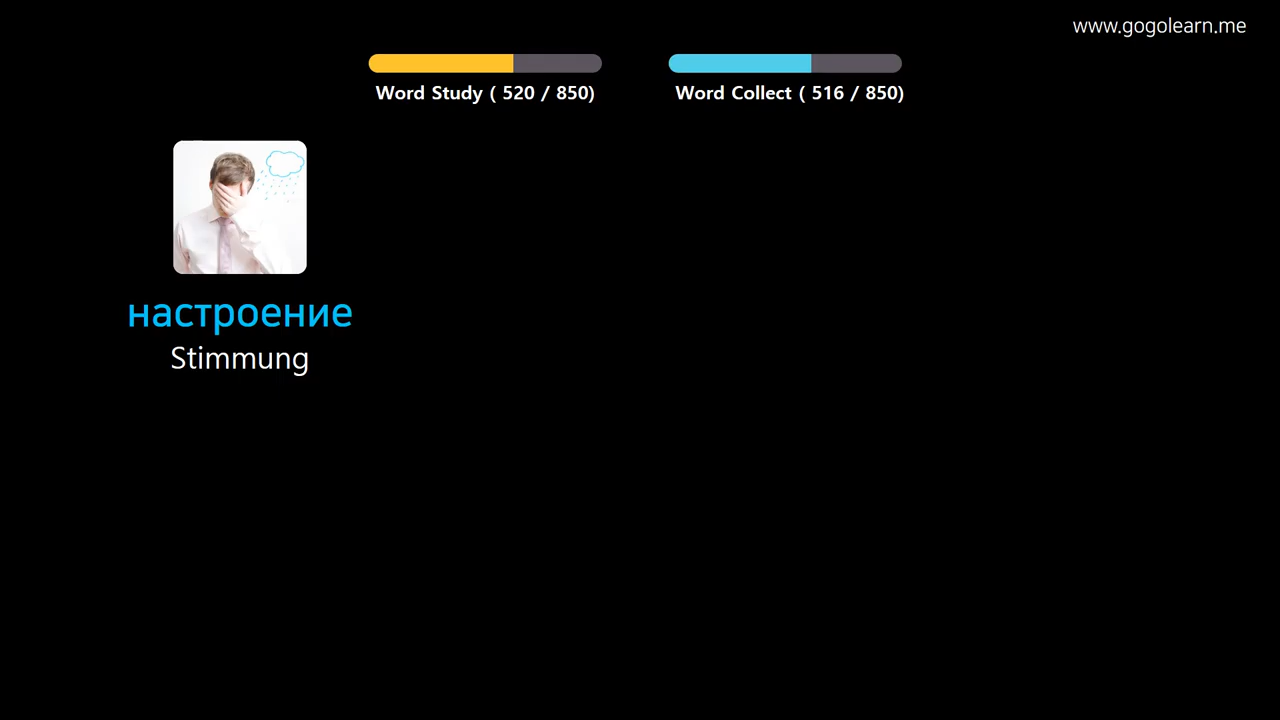 www.gogolearn.me
Word Study ( 520 / 850)
Word Collect ( 516 / 850)
настроение
Stimmung